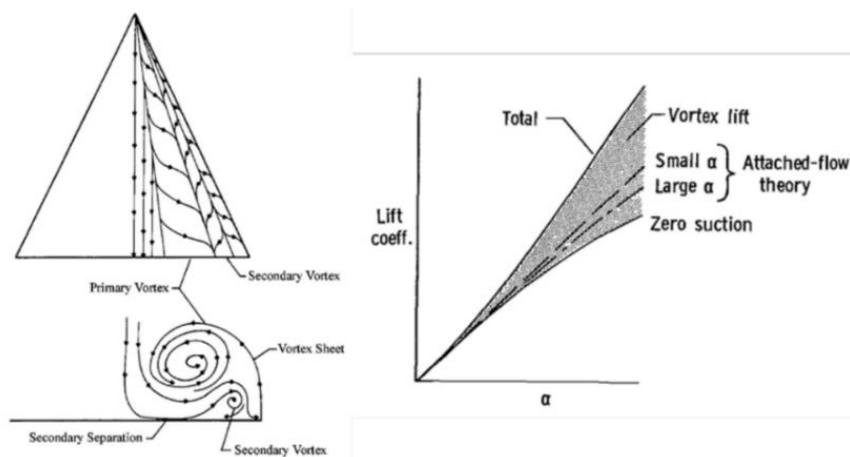 Secondary Vortex
Primary Vortex
Vortex Sheet
Secondary Separation
Secondary Vortex
Total
Vortex lift
Small α
Large α
Attached-flow
theory
Zero suction
Lift
coeff.
α